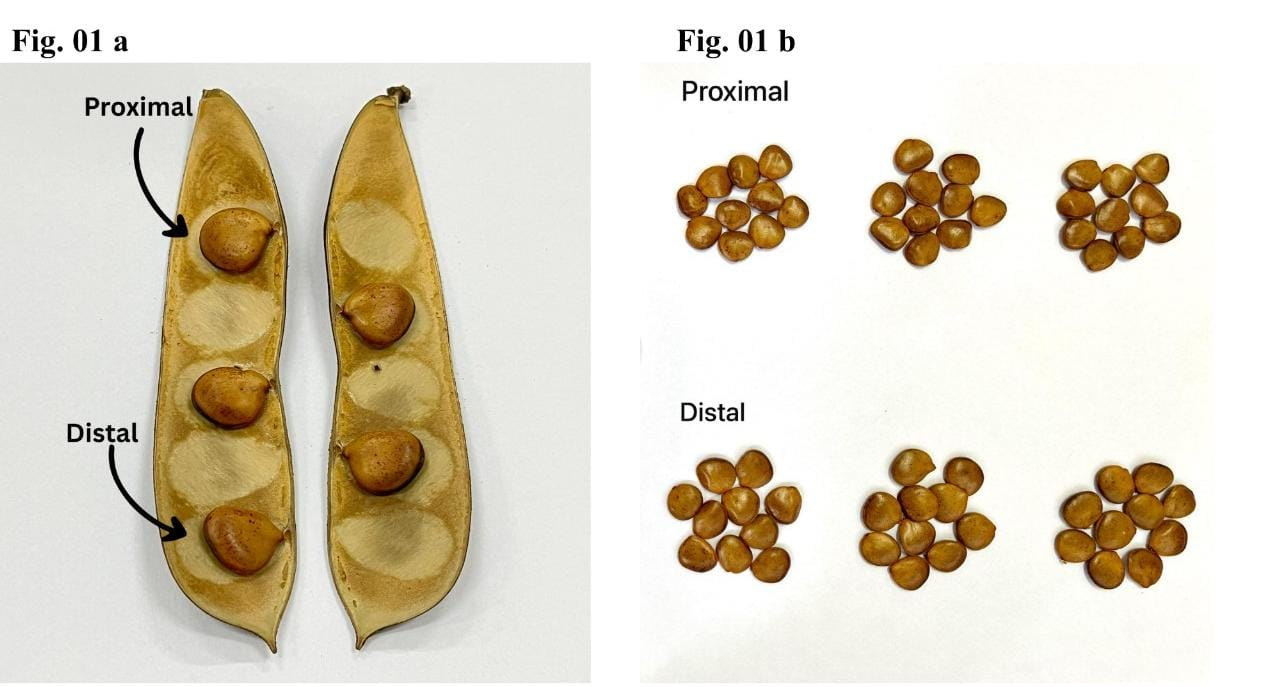 Fig. 01 a
Fig. 01 b
Proximal
Distal
Proximal
Distal